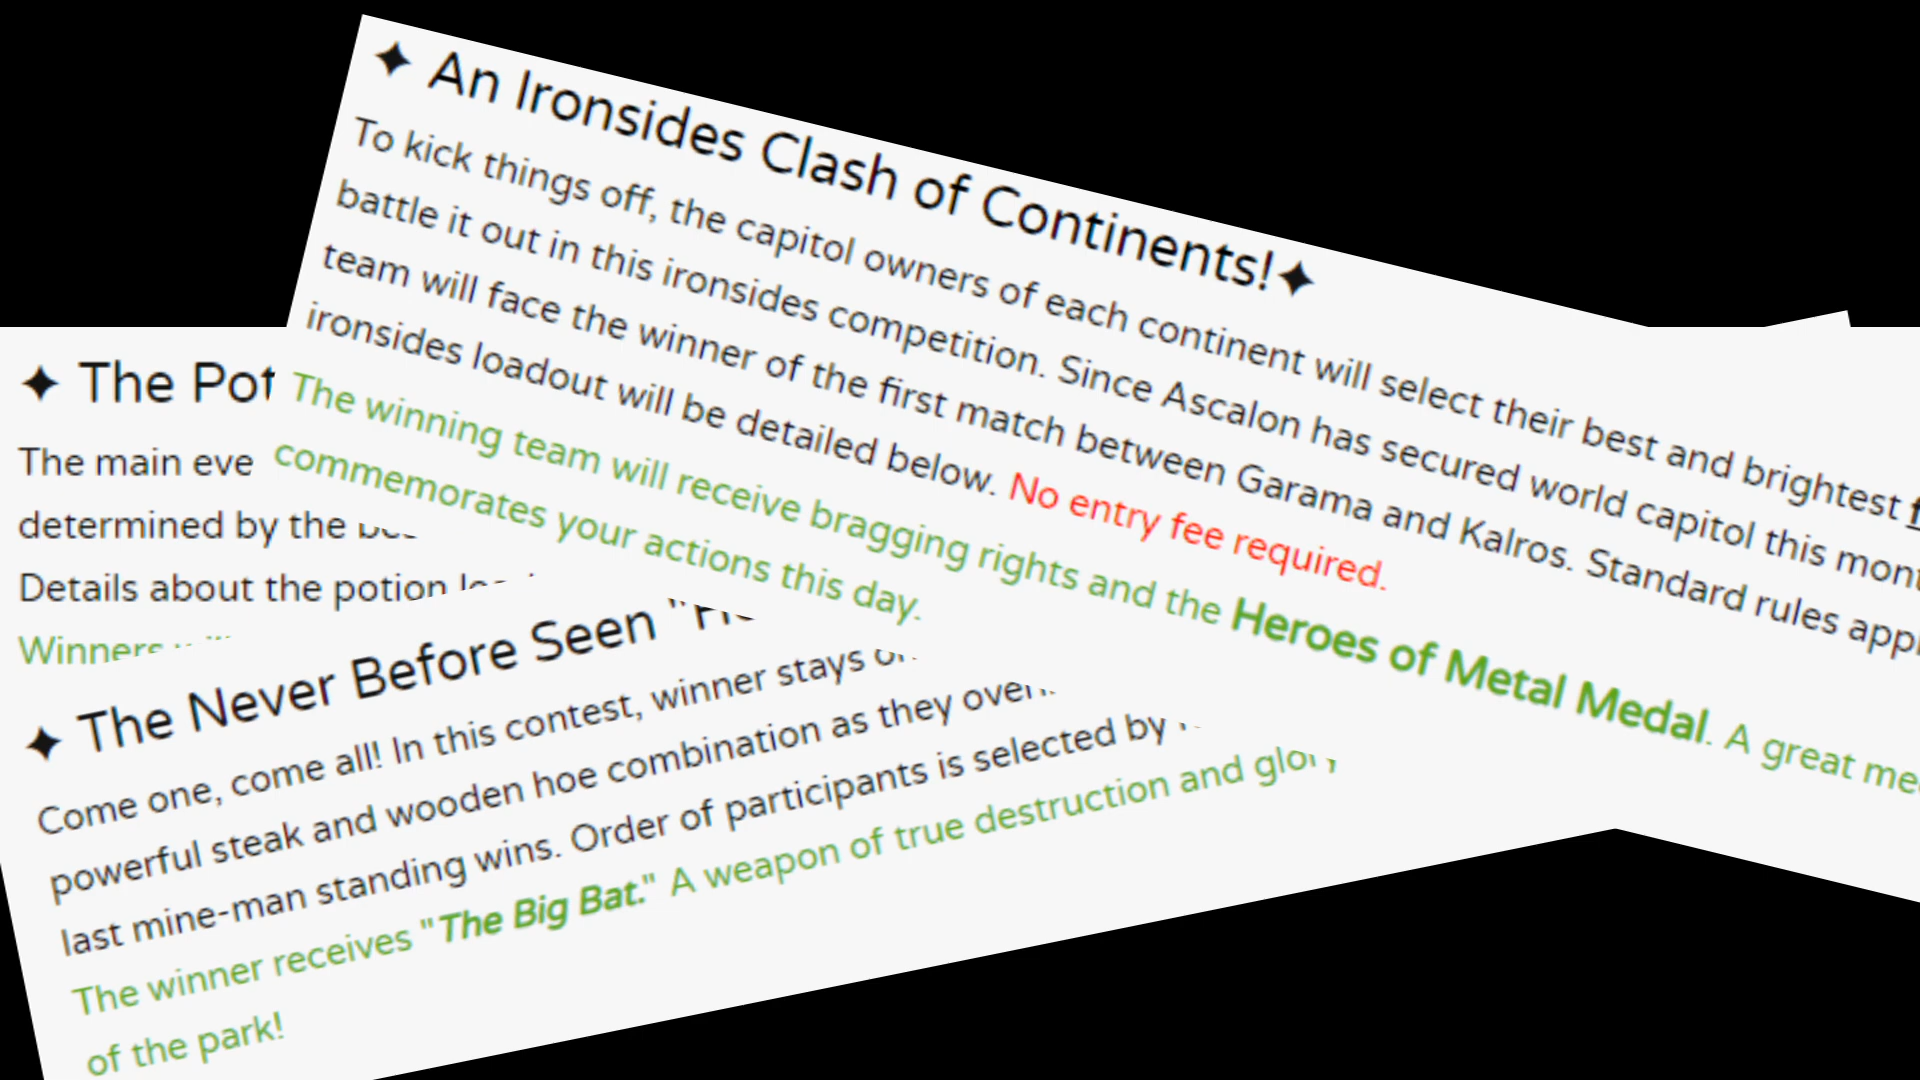 ✦ An Ironsides Clash of Continents!✦
To kick things off, the capitol owners of each continent will select their best and brightest
battle it out in this ironsides competition. Since Ascalon has secured world capitol this
team will face the winner of the first match between Garama and Kalros. Standard rules
ironsides loadout will be detailed below. No entry fee required.
The winning team will receive bragging rights and the Heroes of Metal Medal. A great
commemorates your actions this day.
✦ The
The main
determined by the
Details about the potion
Winners
✦ The Never Before Seen
Come one, come all! In this contest, winner stays
powerful steak and wooden hoe combination as they
last mine-man standing wins. Order of participants is selected by
The winner receives "The Big Bat." A weapon of true destruction and
of the park!